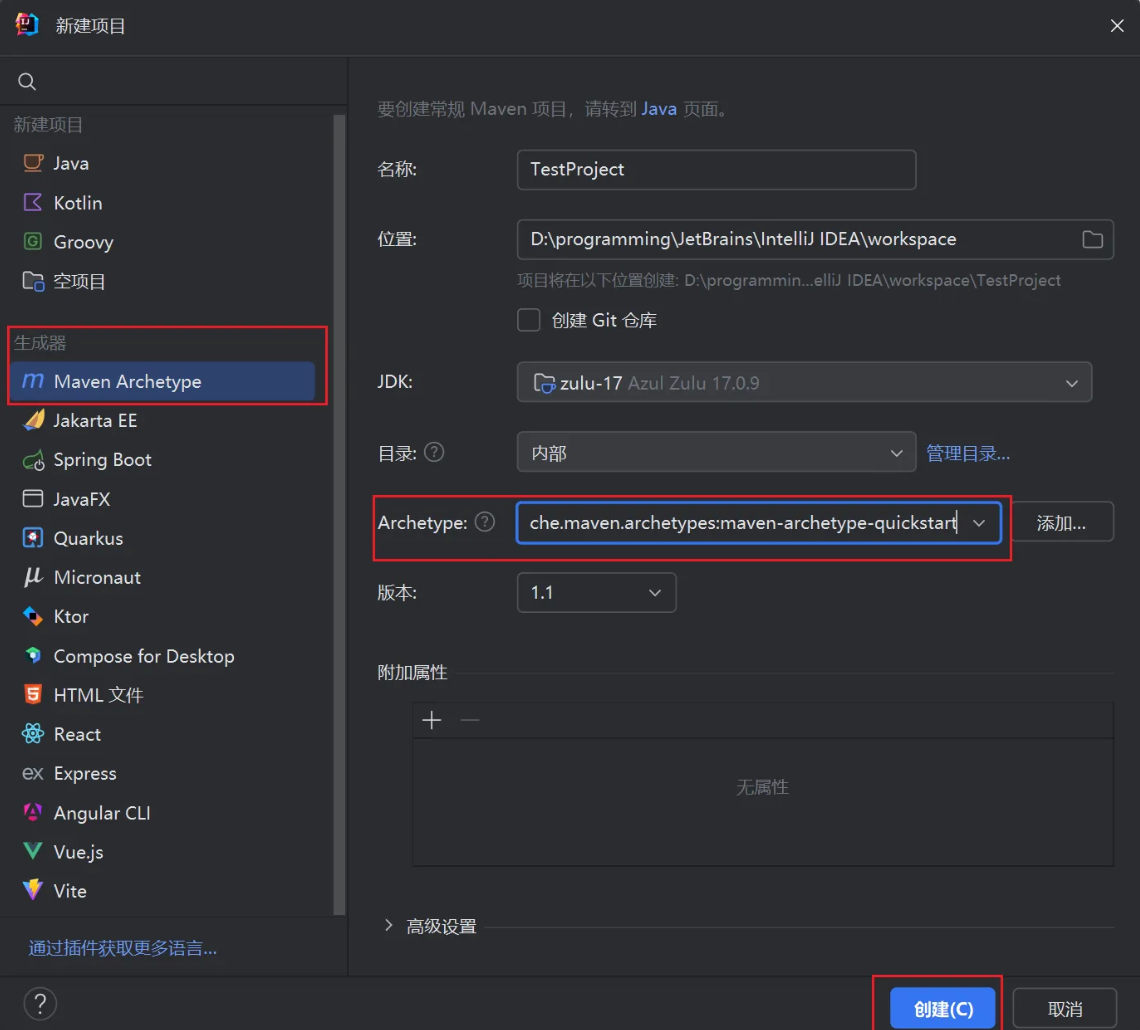 新建项目
新建项目
Java
Kotlin
Groovy
空项目
生成器
Maven Archetype
Jakarta EE
Spring Boot
JavaFX
Quarkus
Micronaut
Ktor
Compose for Desktop
HTML 文件
React
Express
Angular CLI
Vue.js
Vite
通过插件获取更多语言...
要创建常规 Maven 项目，请转到 Java 页面。
名称:
TestProject
位置:
D:\programming\JetBrains\IntelliJ IDEA\workspace
项目将在以下位置创建: D:\programmin...elliJ IDEA\workspace\TestProject
创建 Git 仓库
JDK:
zulu-17 Azul Zulu 17.0.9
目录: ?
内部
管理目录...
Archetype: ?
che.maven.archetypes:maven-archetype-quickstart
添加...
版本:
1.1
附加属性
无属性
高级设置
?
创建(C)
取消